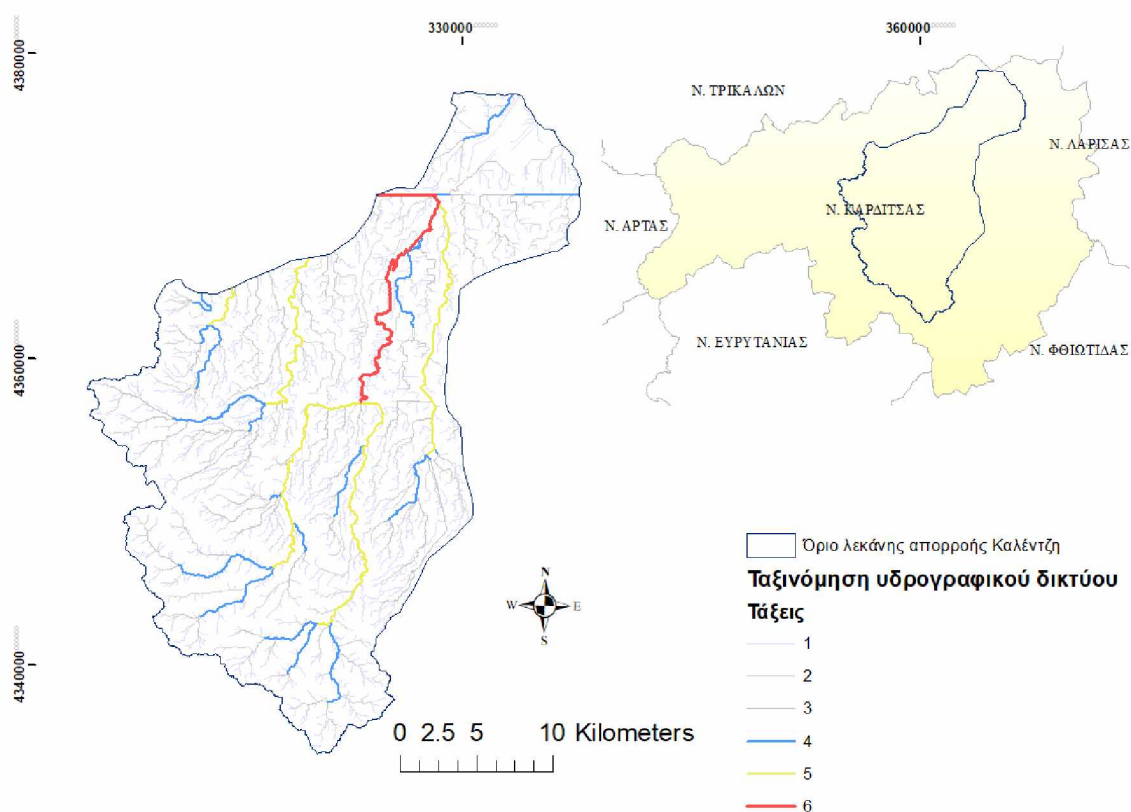 330000
360000
4380000
Ν. ΤΡΙΚΑΛΩΝ
Ν. ΛΑΡΙΣΑΣ
Ν. ΚΑΡΔΙΤΣΑΣ
Ν. ΑΡΤΑΣ
Ν. ΕΥΡΥΤΑΝΙΑΣ
Ν. ΦΘΙΩΤΙΔΑΣ
4360000
Όριο λεκάνης απορροής Καλέντζη
Ταξινόμηση υδρογραφικού δικτύου
Τάξεις
1
2
3
4
5
6
N
W E
S
4340000
0 2.5 5 10 Kilometers